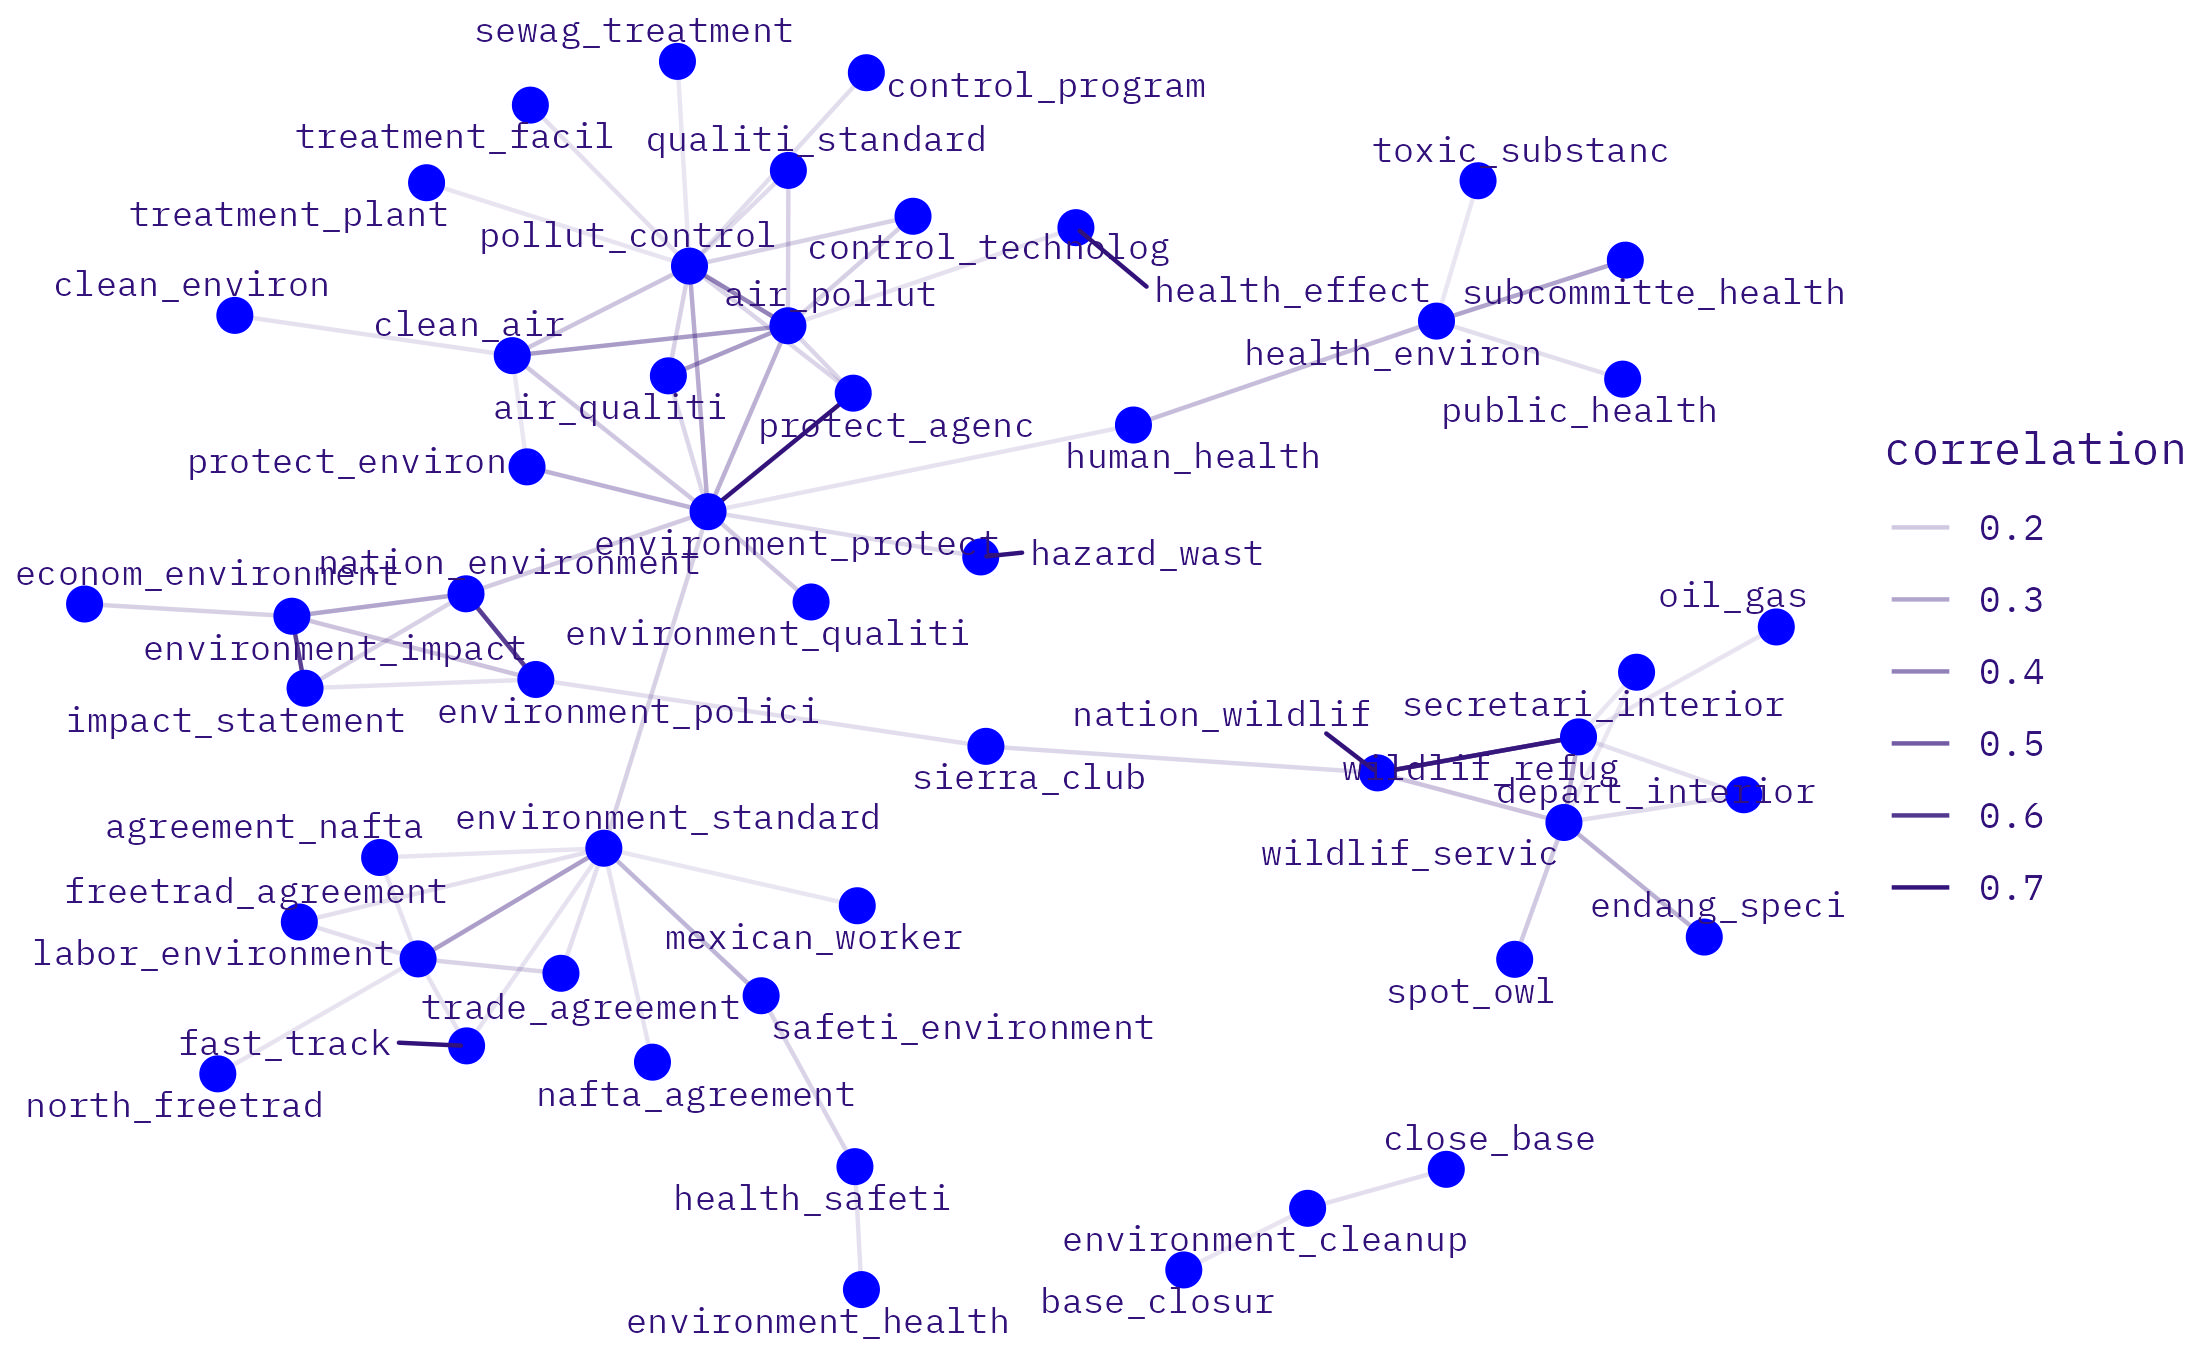 sewag_treatment
control_program
treatment_facil
qualiti_standard
toxic_substanc
treatment_plant
pollut_control
control_technolog
clean_environ
air_pollut
health_effect
subcommitte_health
clean_air
health_environ
air_qualiti
protect_agenc
public_health
protect_environ
human_health
correlation
0.2
0.3
0.4
0.5
0.6
0.7
environment_protect
hazard_wast
nation_environment
econom_environment
oil_gas
environment_qualiti
environment_impact
impact_statement
environment_polici
nation_wildlif
secretari_interior
sierra_club
wildlif_refug
depart_interior
environment_standard
agreement_nafta
wildlif_servic
freetrad_agreement
endang_speci
mexican_worker
labor_environment
spot_owl
trade_agreement
safeti_environment
fast_track
nafta_agreement
north_freetrad
close_base
health_safeti
environment_cleanup
base_closur
environment_health